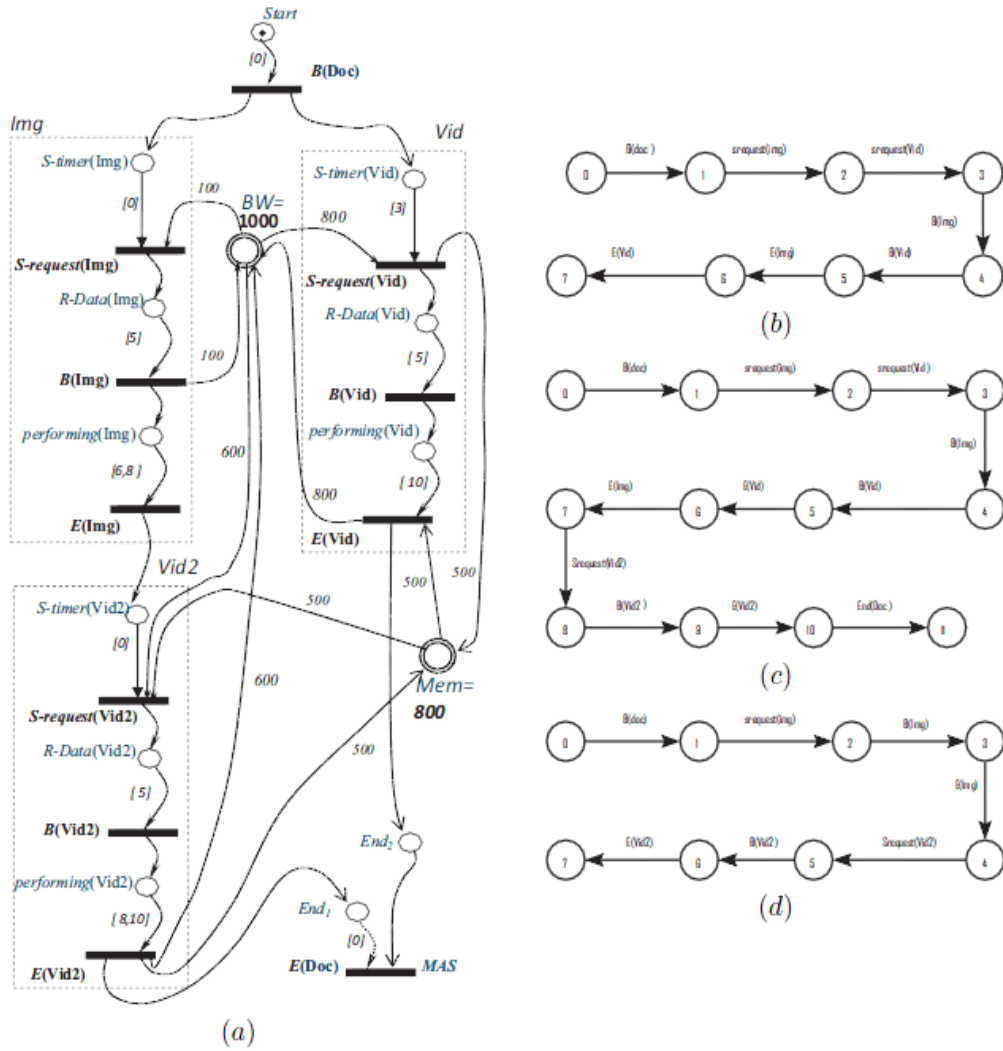 Start
[0]
B(Doc)
Img
Vid
S-timer(Img)
[0]
100
BW=
1000
800
S-timer(Vid)
[3]
S-request(Img)
S-request(Vid)
R-Data(Img)
[5]
R-Data(Vid)
[ 5]
B(Img)
100
B(Vid)
performing(Img)
[6,8 ]
600
performing(Vid)
[ 10]
800
E(Img)
E(Vid)
Vid2
500
500
S-timer(Vid2)
[0]
500
Mem=
800
600
S-request(Vid2)
R-Data(Vid2)
[ 5]
500
B(Vid2)
performing(Vid2)
[ 8,10]
End2
End1
[0]
E(Vid2)
E(Doc)
MAS
(a)
B(doc )
srequest(img)
srequest(Vid)
0
1
2
3
B(Img)
E(Vid)
E(Img)
B(Vid)
7
6
5
4
(b)
B(doc)
srequest(img)
srequest(Vid)
0
1
2
3
B(Img)
E(Img)
E(Vid)
B(Vid)
7
6
5
4
Srequest(Vid2)
B(Vid2 )
E(Vid2)
End(Doc)
8
9
10
11
(c)
B(doc)
srequest(img)
B(Img)
0
1
2
3
E(Img)
E(Vid2)
B(Vid2)
Srequest(Vid2)
7
6
5
4
(d)